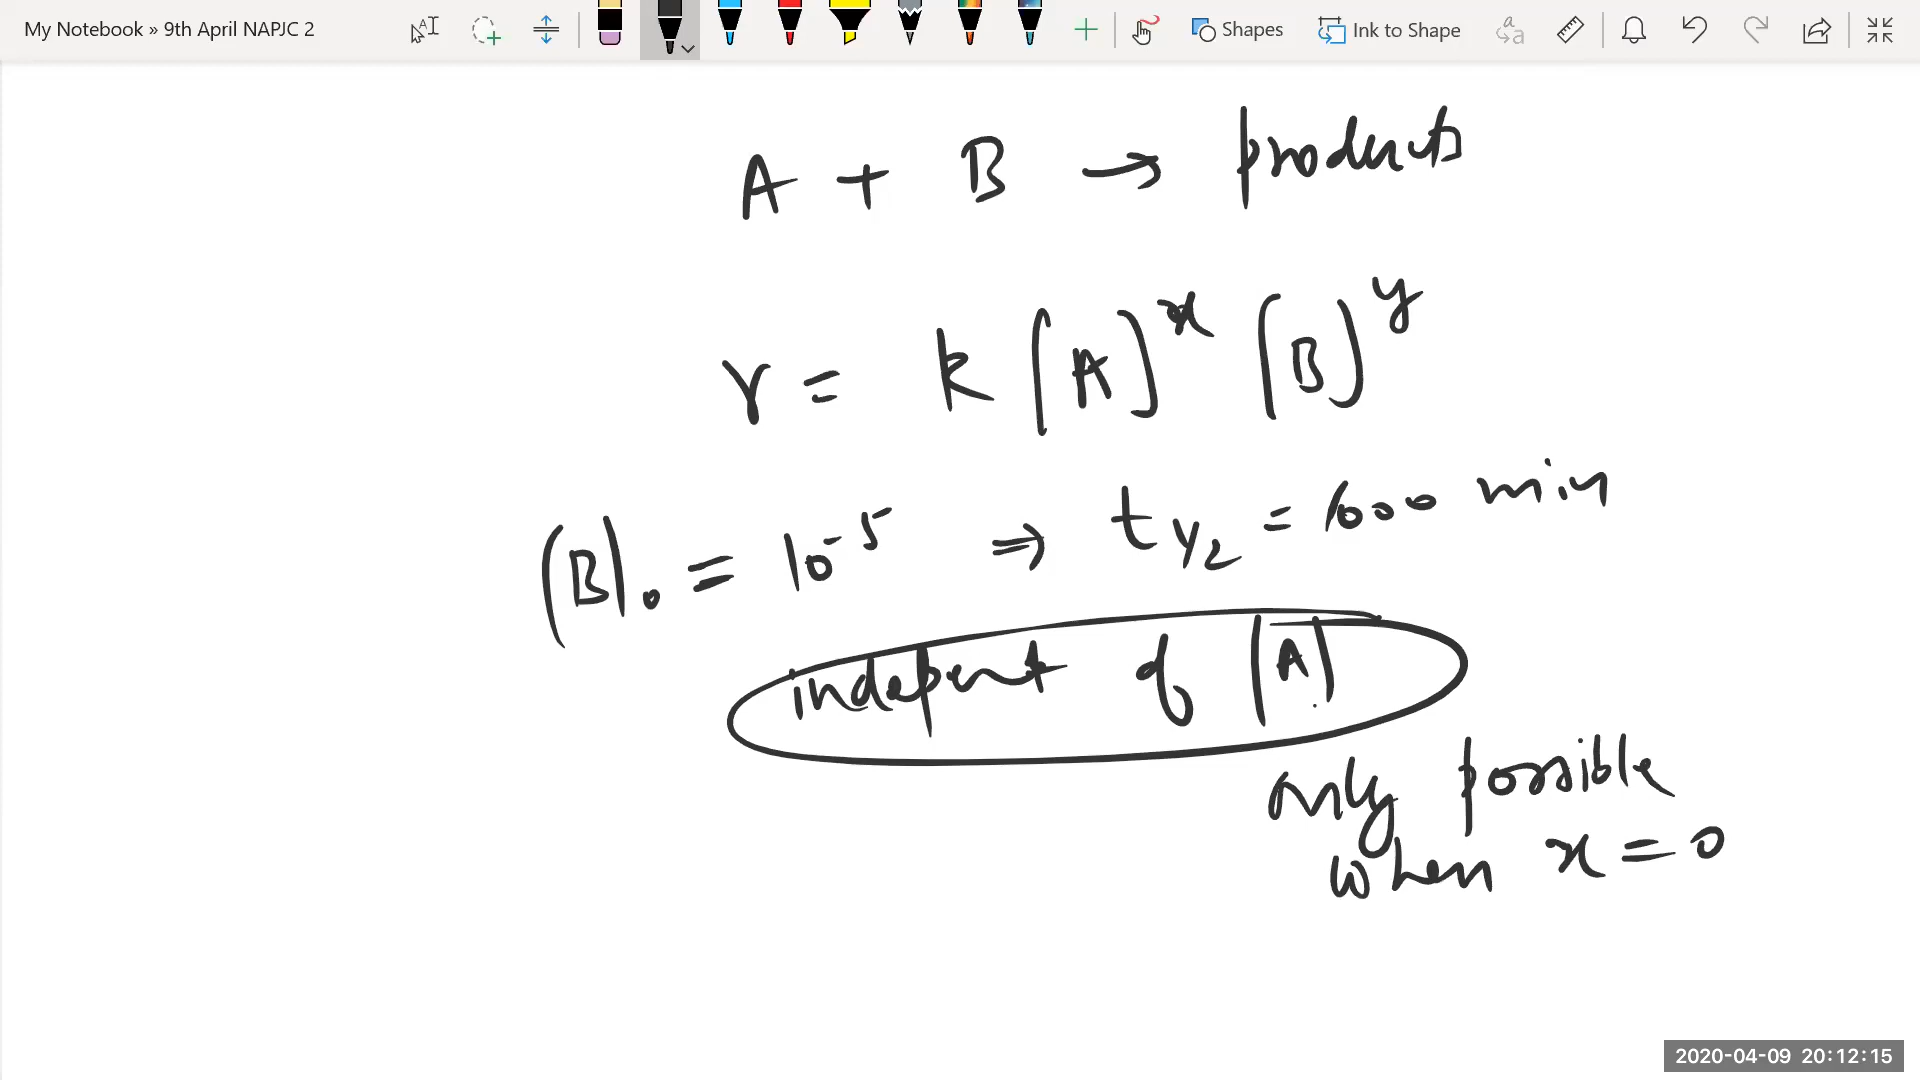 My Notebook » 9th April NAPJC 2
Shapes
Ink to Shape
A + B → products
r = k [A]^x [B]^y
[B]₀ = 10^-5 ⇒ t 1/2 = 600 min
indepent of [A]
only possible
when x = 0
2020-04-09 20:12:15